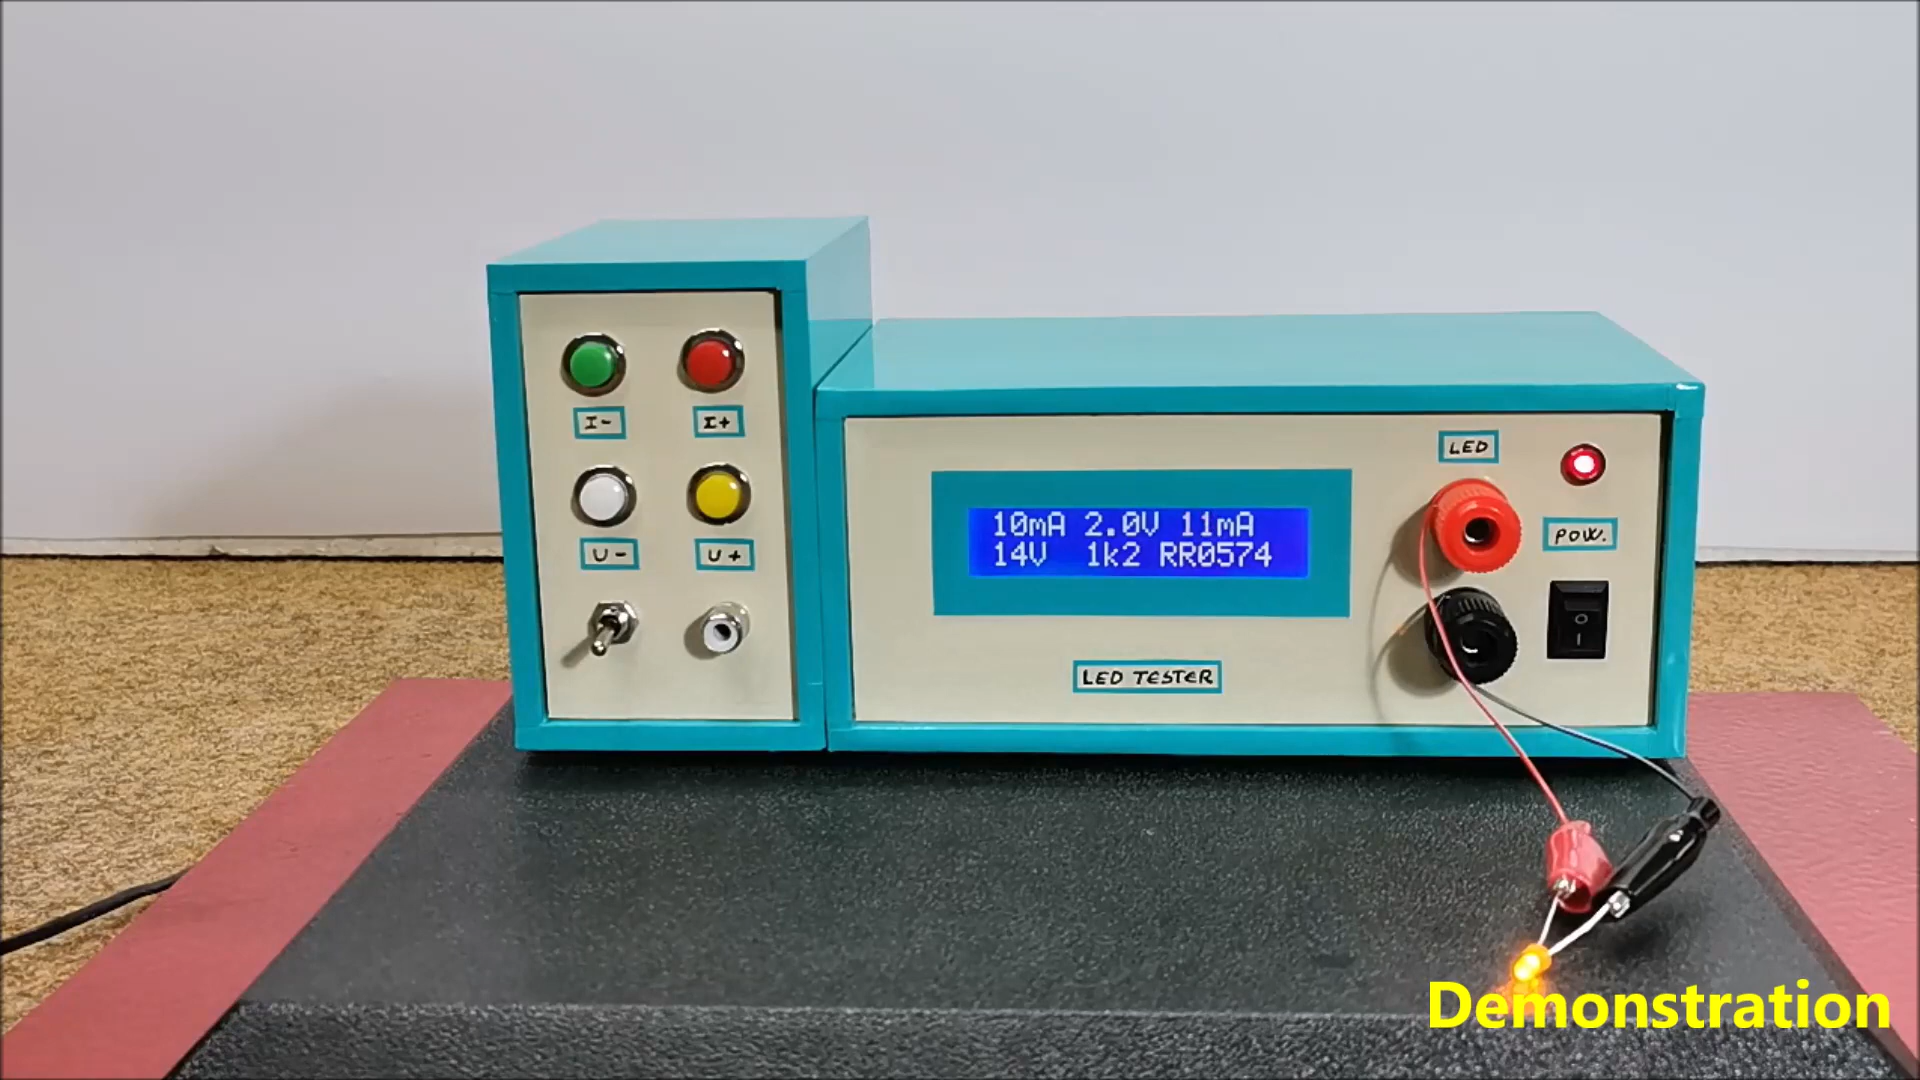 I-
I+
U-
U+
10mA 2.0V 11mA
14V 1k2 RR0574
LED TESTER
LED
POW.
Demonstration